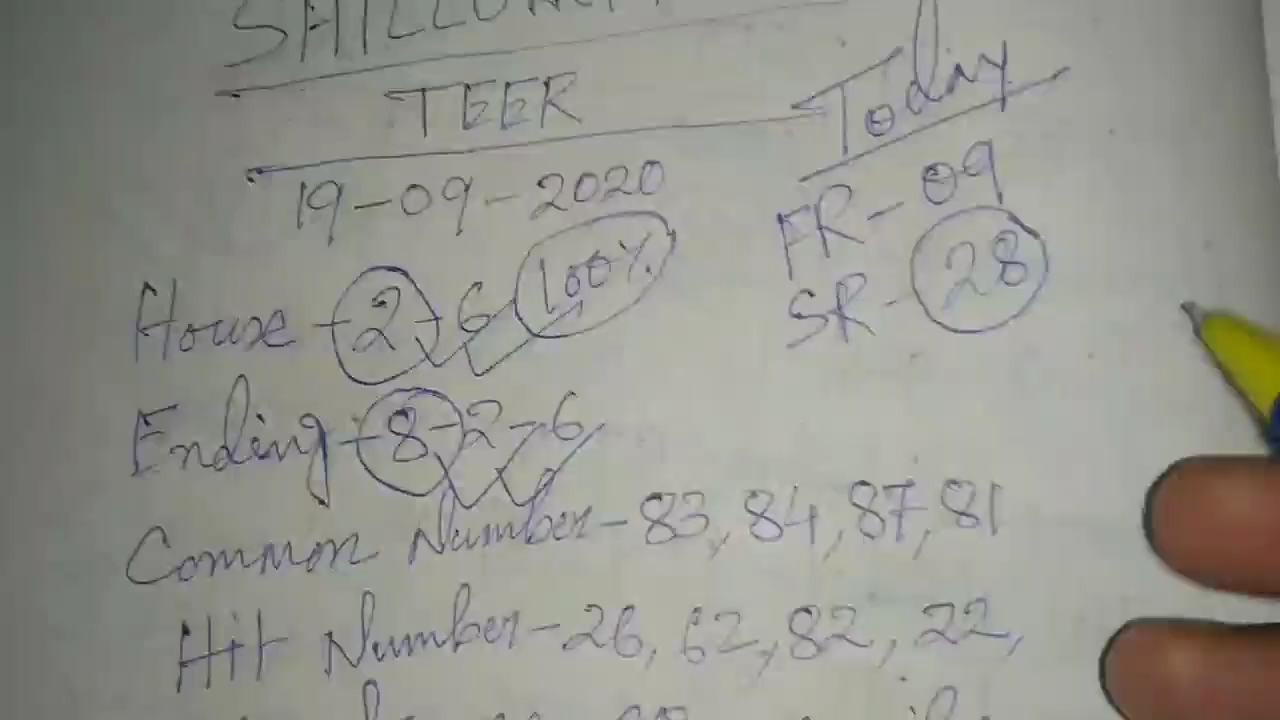 SHILLONG
TEER
Today
19-09-2020
FR-09
SR-28
House-2-6 100%
Ending-8-2-6
Common Number-83, 84, 87, 81
Hit Number-26, 62, 82, 22,